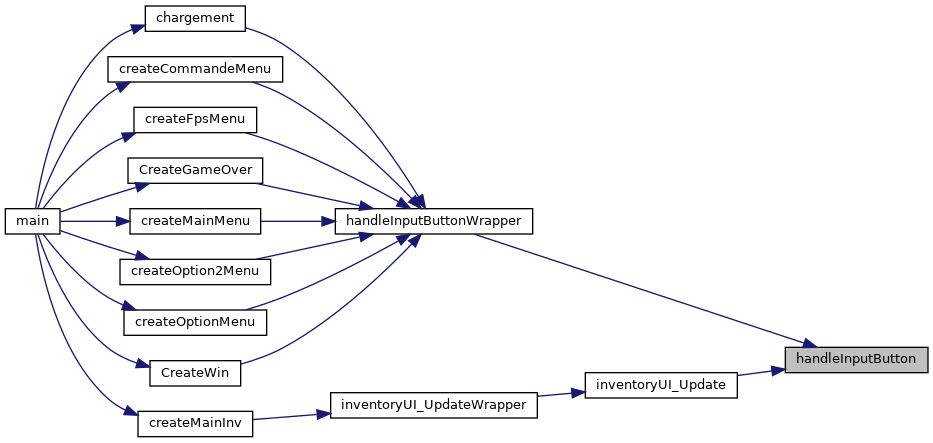 chargement
createCommandeMenu
createFpsMenu
CreateGameOver
main
createMainMenu
handleInputButtonWrapper
createOption2Menu
createOptionMenu
handleInputButton
CreateWin
inventoryUI_Update
inventoryUI_UpdateWrapper
createMainInv